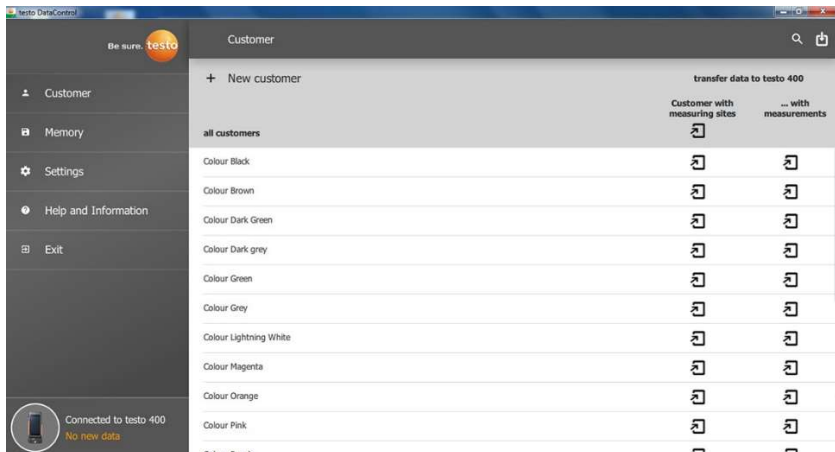 testo DataControl
Be sure. testo
Customer
Memory
Settings
Help and Information
Exit
Connected to testo 400
No new data
Customer
+ New customer
transfer data to testo 400
Customer with
measuring sites
... with
measurements
all customers
Colour Black
Colour Brown
Colour Dark Green
Colour Dark grey
Colour Green
Colour Grey
Colour Lightning White
Colour Magenta
Colour Orange
Colour Pink